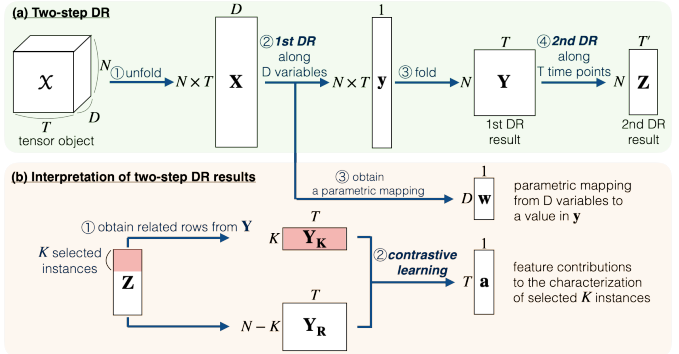 (a) Two-step DR
𝒳
N
D
T
tensor object
① unfold
N × T
D
X
② 1st DR
along
D variables
N × T
1
y
③ fold
N
T
Y
1st DR
result
④ 2nd DR
along
T time points
N
T′
Z
2nd DR
result
(b) Interpretation of two-step DR results
③ obtain
a parametric mapping
1
D
w
parametric mapping
from D variables to
a value in y
① obtain related rows from Y
K selected
instances
Z
T
K
Y_K
T
N − K
Y_R
② contrastive
learning
1
T
a
feature contributions
to the characterization
of selected K instances